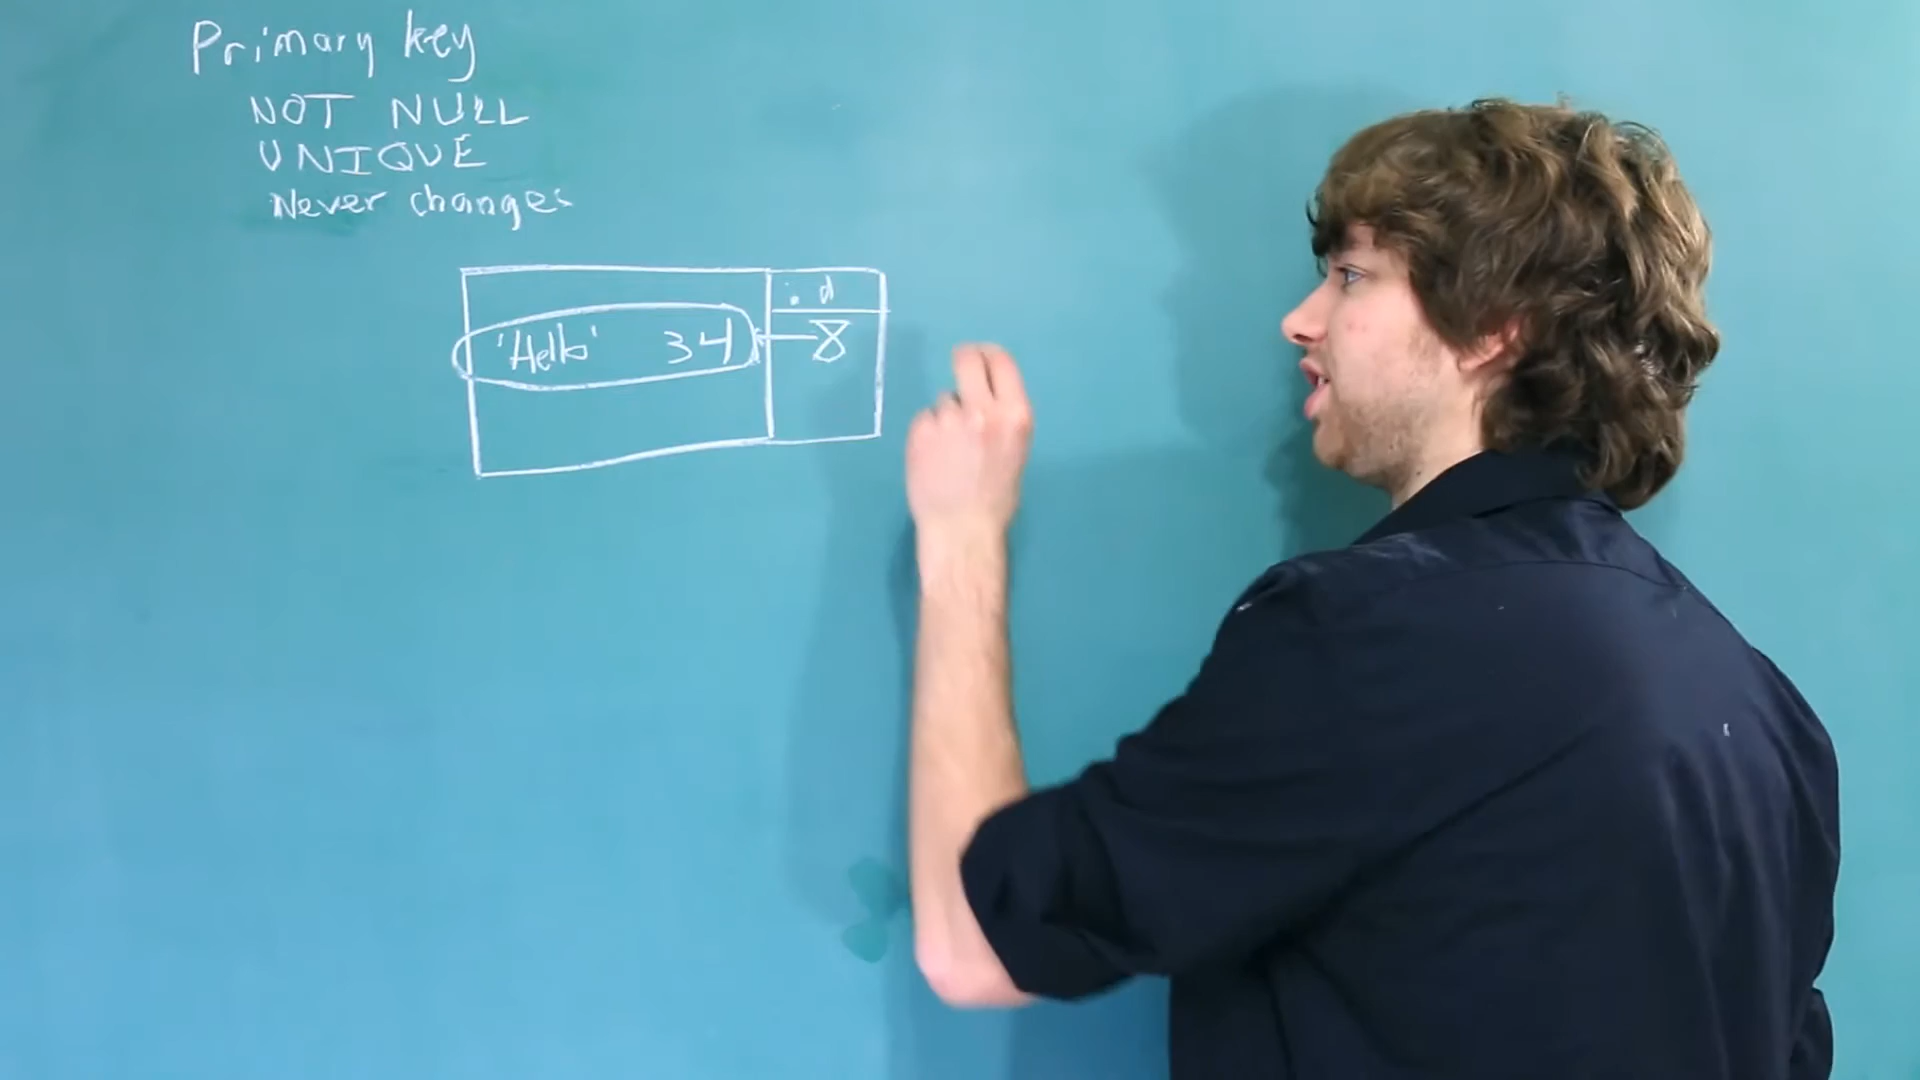 Primary key
NOT NULL
UNIQUE
Never changes
id
'Hello' 34 8